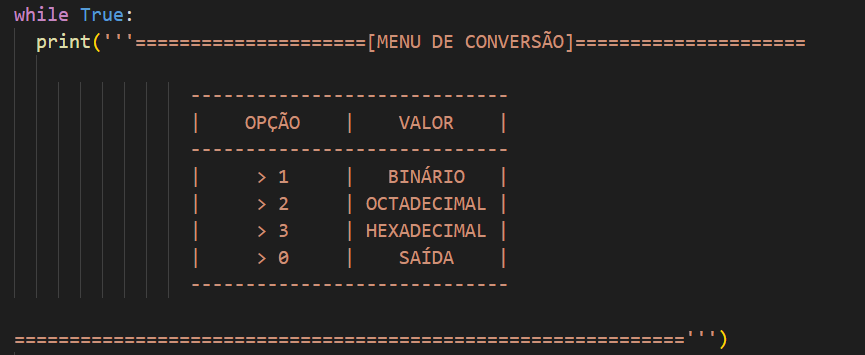 while True:
print('''=====================[MENU DE CONVERSÃO]=====================
-----------------------------
| OPÇÃO | VALOR |
-----------------------------
| > 1 | BINÁRIO |
| > 2 | OCTADECIMAL |
| > 3 | HEXADECIMAL |
| > 0 | SAÍDA |
-----------------------------
=============================================================''')